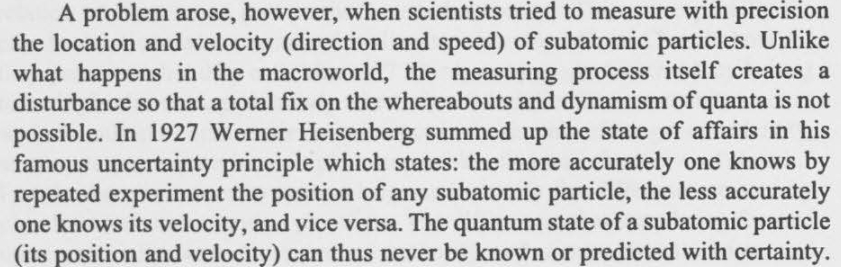 A problem arose, however, when scientists tried to measure with precision
the location and velocity (direction and speed) of subatomic particles. Unlike
what happens in the macroworld, the measuring process itself creates a
disturbance so that a total fix on the whereabouts and dynamism of quanta is not
possible. In 1927 Werner Heisenberg summed up the state of affairs in his
famous uncertainty principle which states: the more accurately one knows by
repeated experiment the position of any subatomic particle, the less accurately
one knows its velocity, and vice versa. The quantum state of a subatomic particle
(its position and velocity) can thus never be known or predicted with certainty.